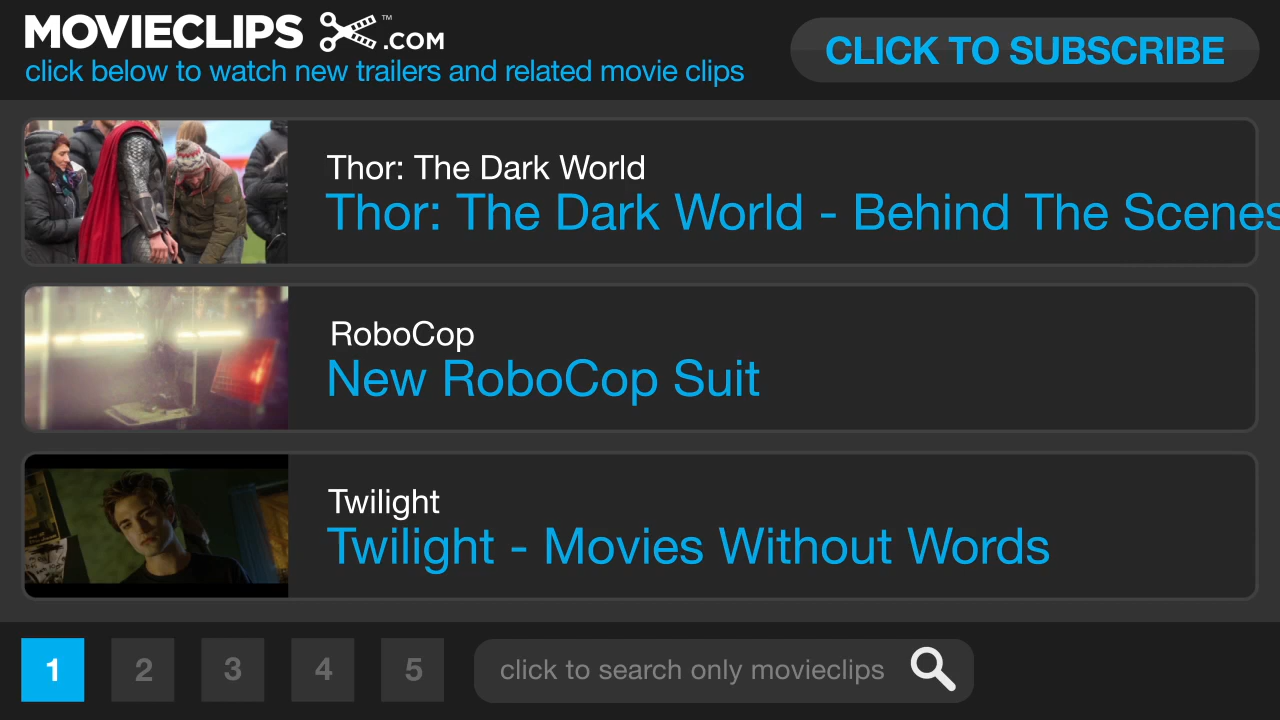 MOVIECLIPS ™ .COM
CLICK TO SUBSCRIBE
click below to watch new trailers and related movie clips
Thor: The Dark World
Thor: The Dark World - Behind The Scenes
RoboCop
New RoboCop Suit
Twilight
Twilight - Movies Without Words
1 2 3 4 5 click to search only movieclips